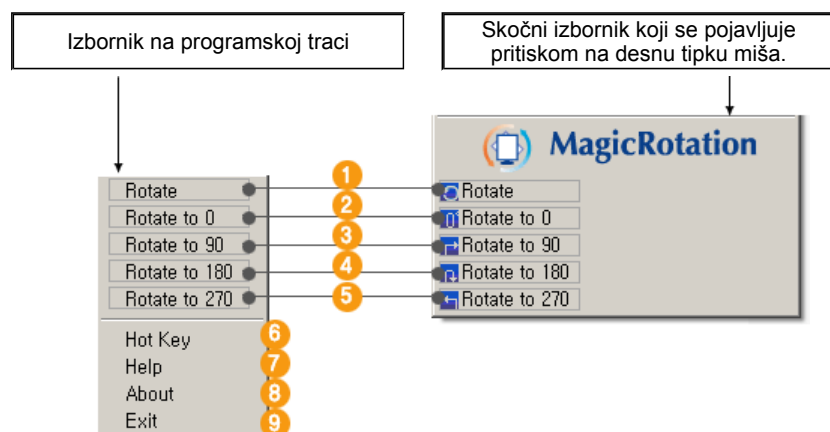 Izbornik na programskoj traci
Skočni izbornik koji se pojavljuje
pritiskom na desnu tipku miša.
MagicRotation
Rotate
1
Rotate
Rotate to 0
2
Rotate to 0
Rotate to 90
3
Rotate to 90
Rotate to 180
4
Rotate to 180
Rotate to 270
5
Rotate to 270
Hot Key
6
Help
7
About
8
Exit
9